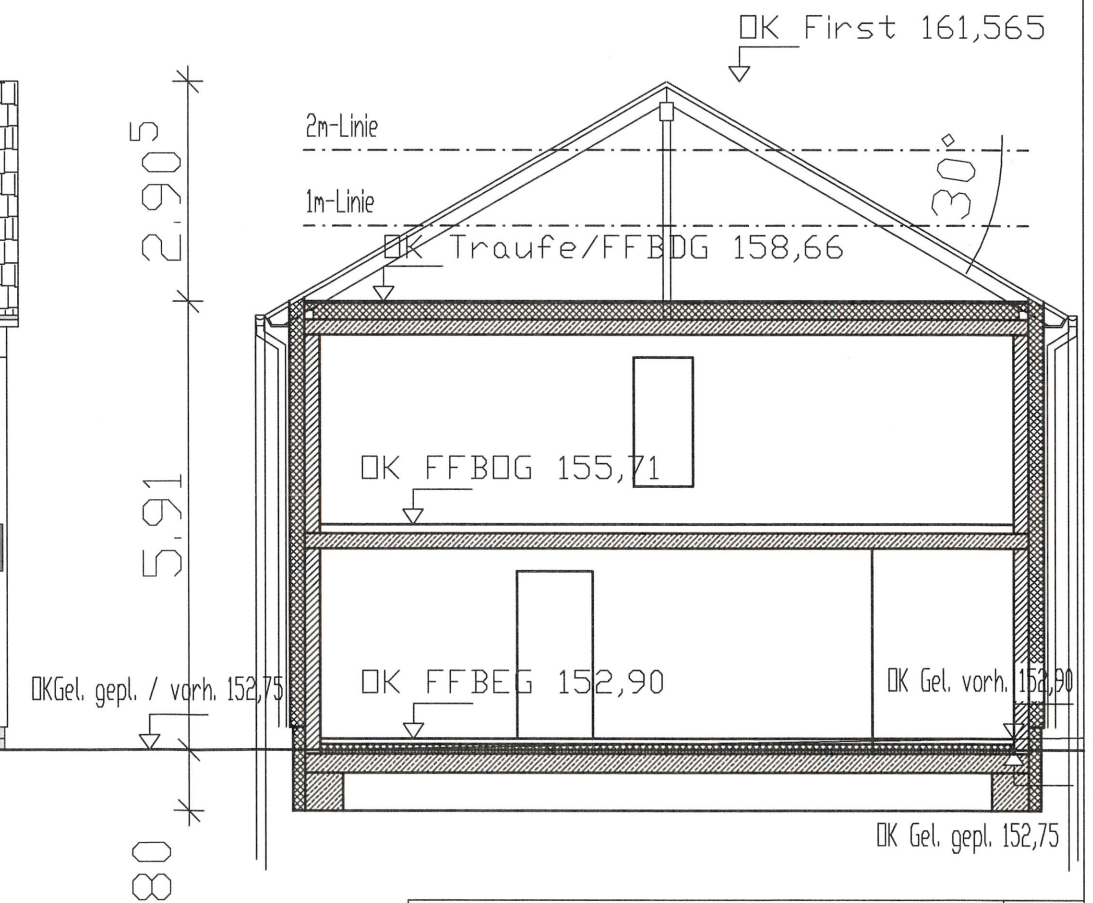 OK First 161,565
2m-Linie
2.90⁵
30°
1m-Linie
OK Traufe/FFBDG 158,66
OK FFBOG 155,71
5.91
OK FFBEG 152,90
OKGel. gepl. / vorh. 152,75
OK Gel. vorh. 152,90
OK Gel. gepl. 152,75
80